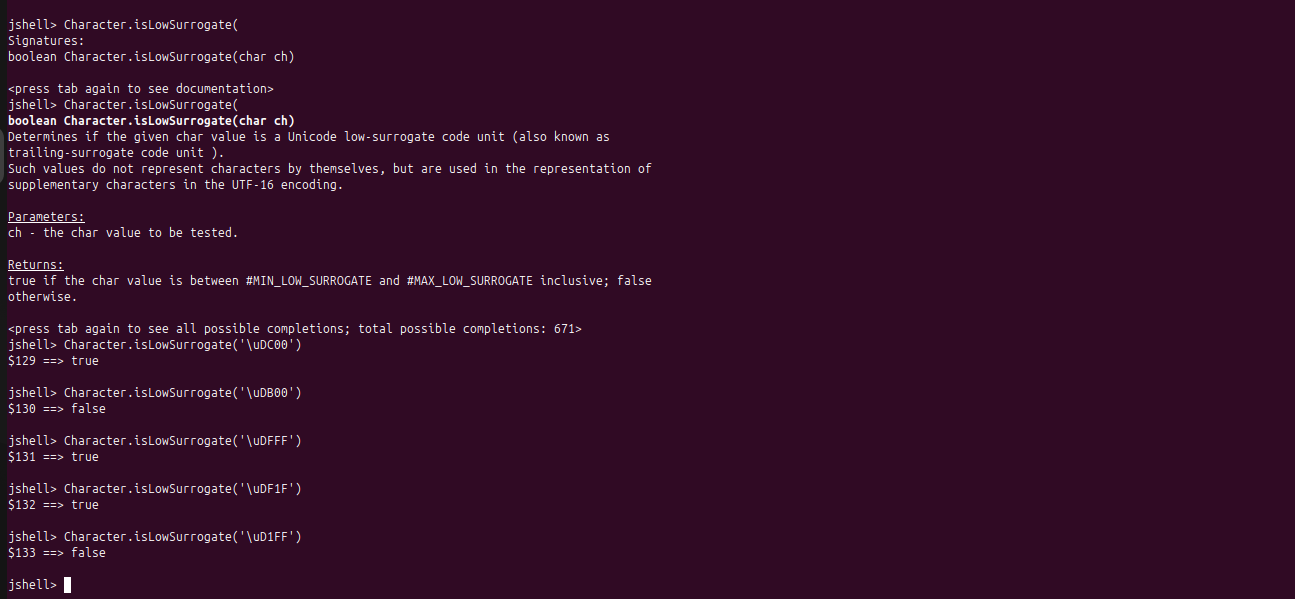 jshell> Character.isLowSurrogate(
Signatures:
boolean Character.isLowSurrogate(char ch)
<press tab again to see documentation>
jshell> Character.isLowSurrogate(
boolean Character.isLowSurrogate(char ch)
Determines if the given char value is a Unicode low-surrogate code unit (also known as
trailing-surrogate code unit ).
Such values do not represent characters by themselves, but are used in the representation of
supplementary characters in the UTF-16 encoding.
Parameters:
ch - the char value to be tested.
Returns:
true if the char value is between #MIN_LOW_SURROGATE and #MAX_LOW_SURROGATE inclusive; false
otherwise.
<press tab again to see all possible completions; total possible completions: 671>
jshell> Character.isLowSurrogate('\uDC00')
$129 ==> true
jshell> Character.isLowSurrogate('\uDB00')
$130 ==> false
jshell> Character.isLowSurrogate('\uDFFF')
$131 ==> true
jshell> Character.isLowSurrogate('\uDF1F')
$132 ==> true
jshell> Character.isLowSurrogate('\uD1FF')
$133 ==> false
jshell>